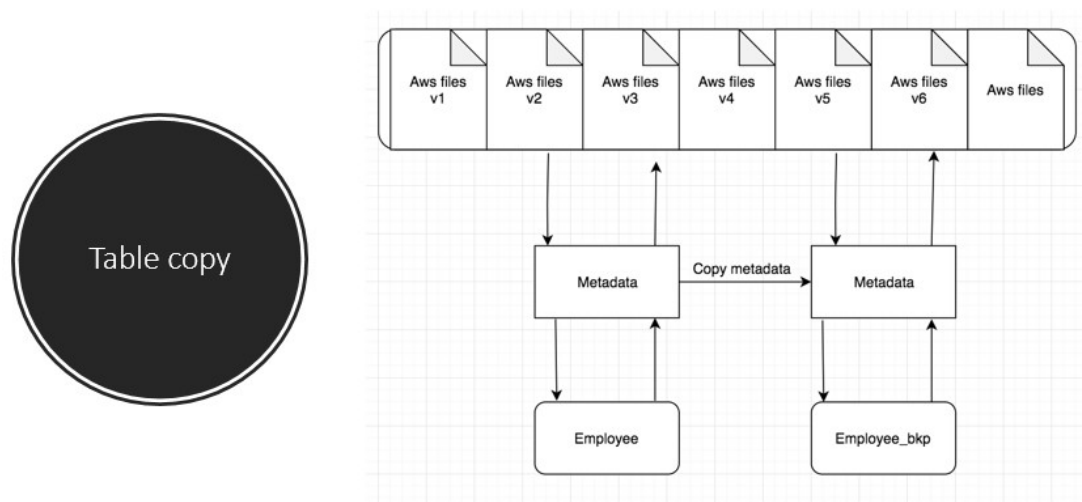 Table copy
Aws files
v1
Aws files
v2
Aws files
v3
Aws files
v4
Aws files
v5
Aws files
v6
Aws files
Metadata
Copy metadata
Metadata
Employee
Employee_bkp